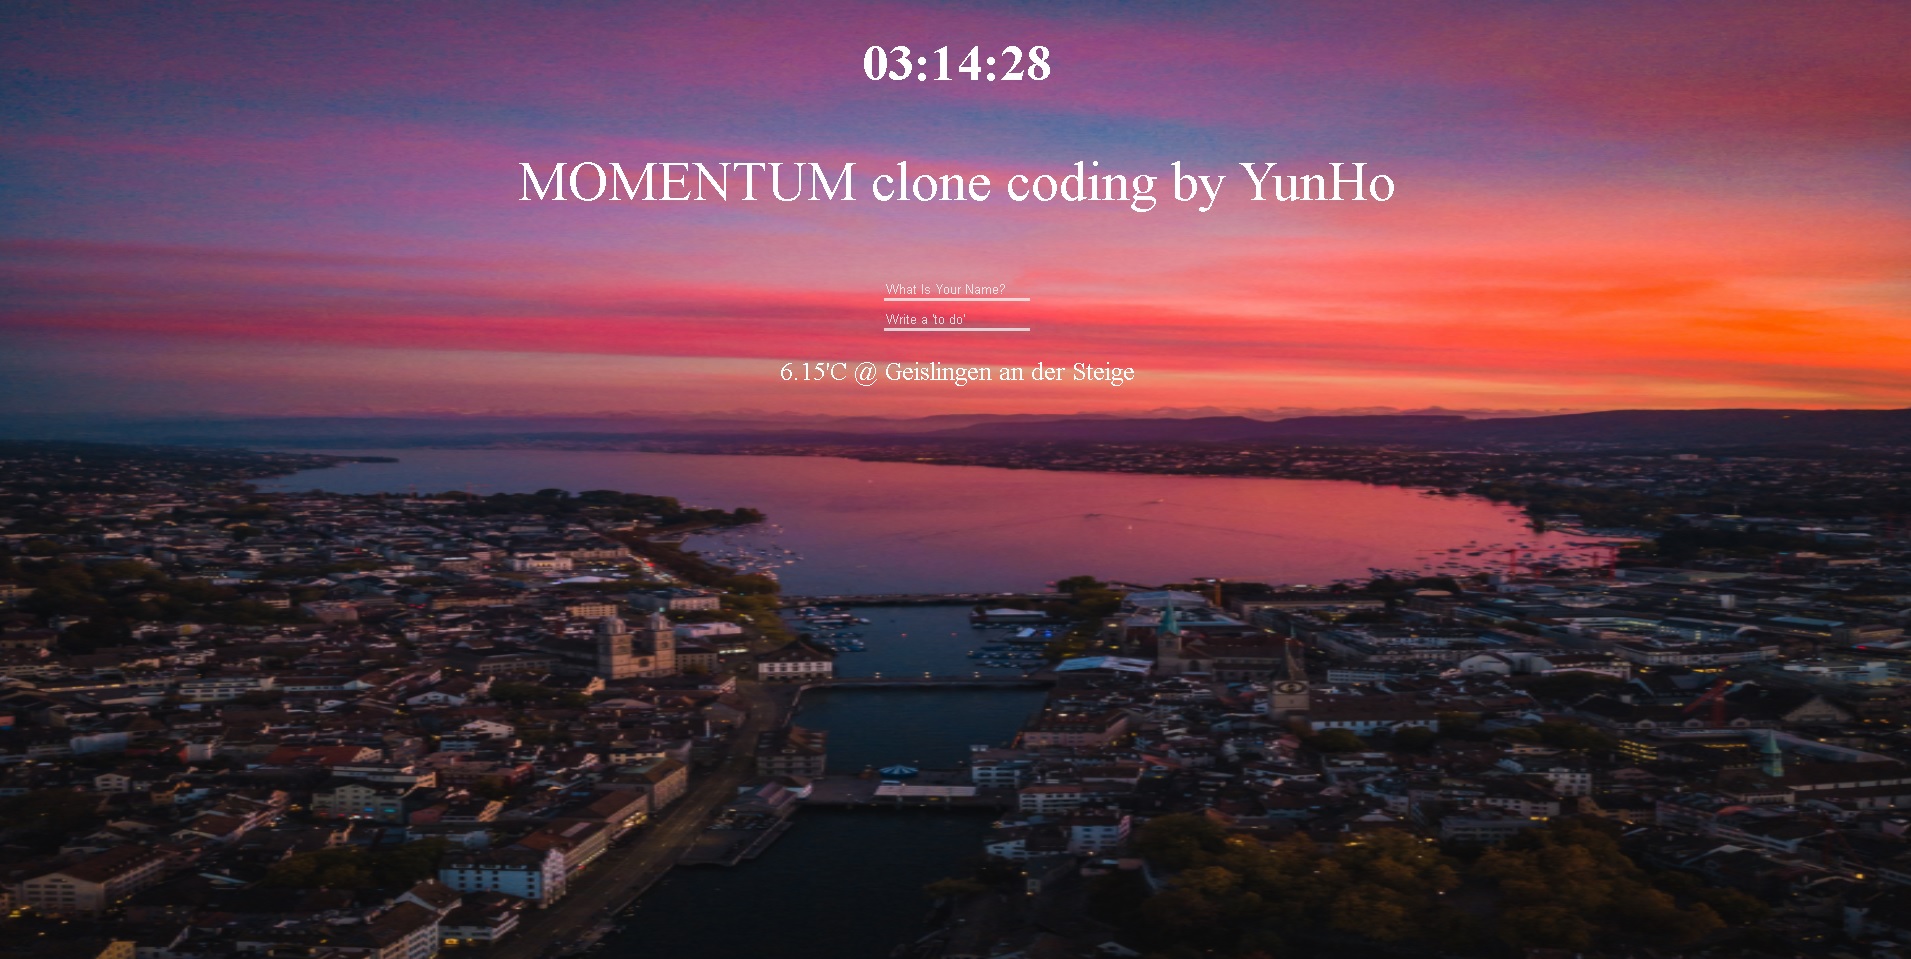 03:14:28
MOMENTUM clone coding by YunHo
What Is Your Name?
Write a 'to do'
6.15'C @ Geislingen an der Steige